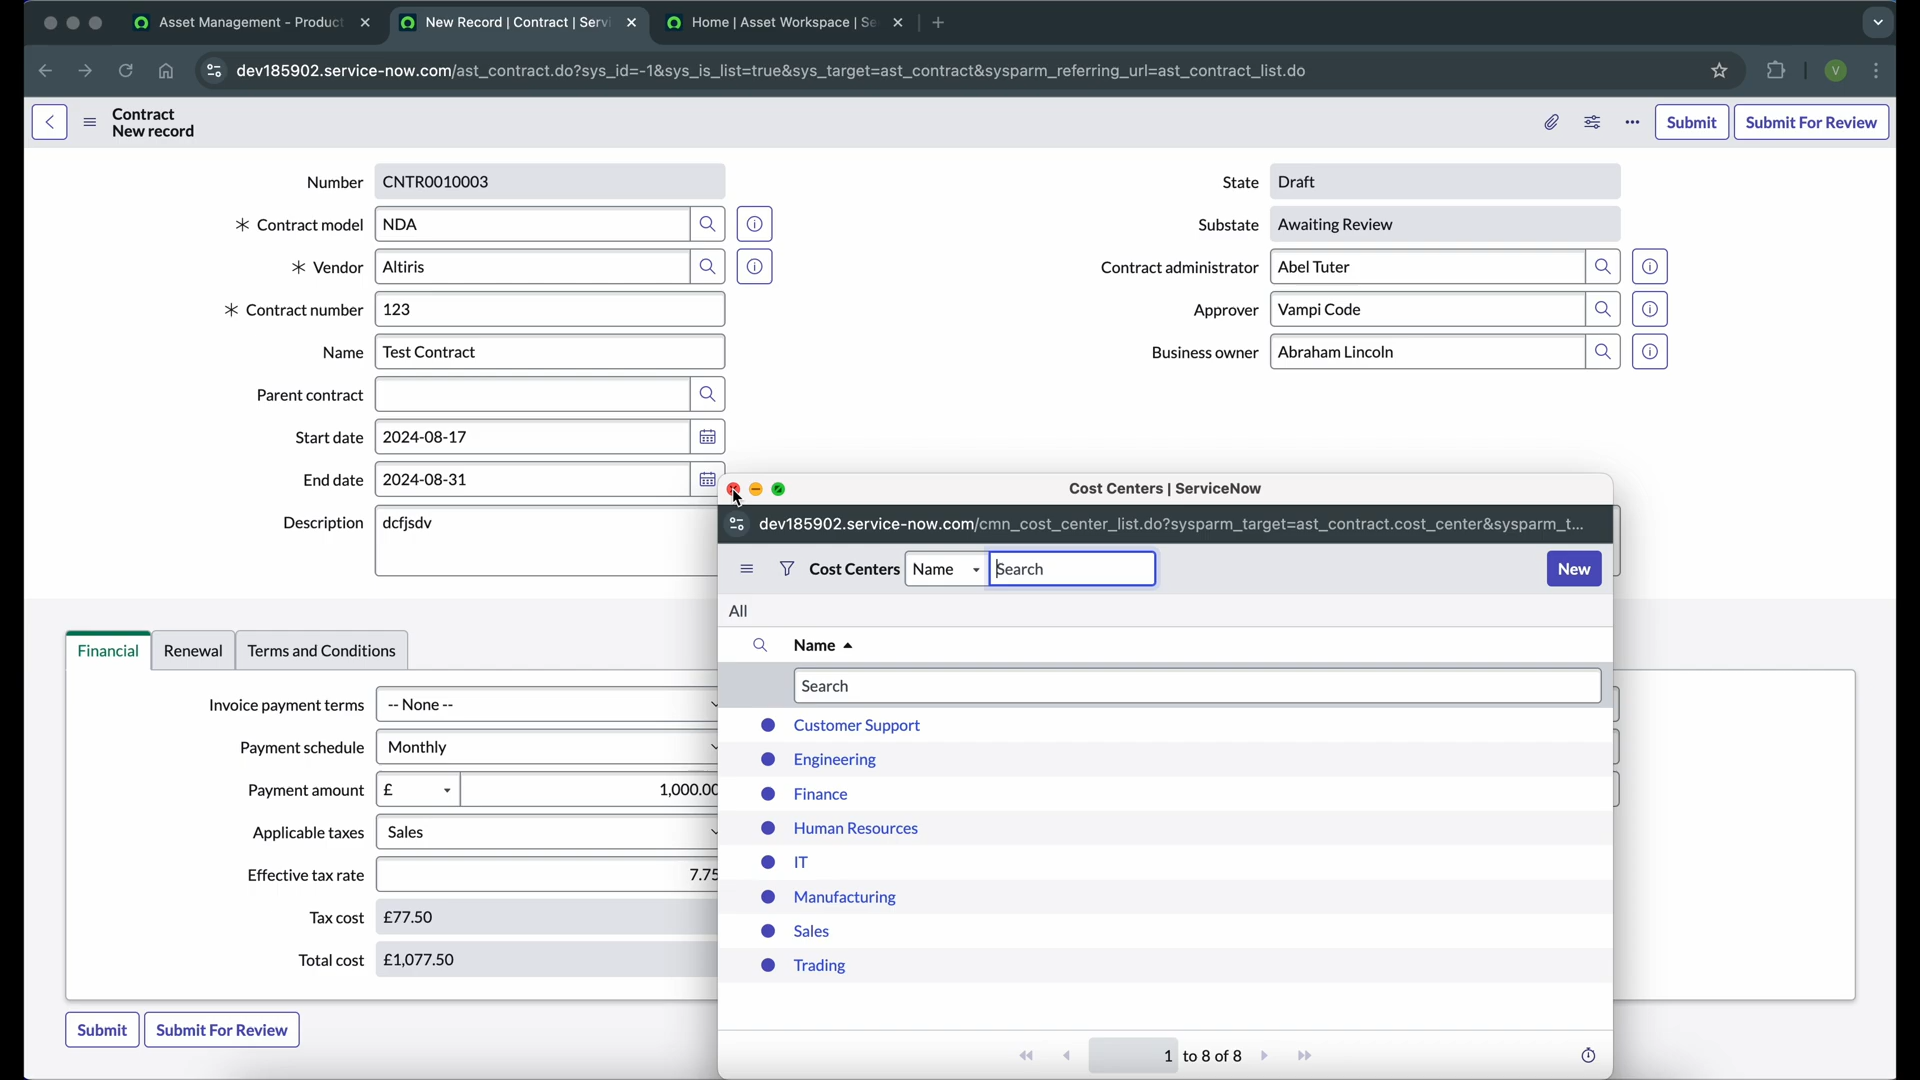 Asset Management - Product
New Record | Contract | Servi
Home | Asset Workspace | Se
dev185902.service-now.com/ast_contract.do?sys_id=-1&sys_is_list=true&sys_target=ast_contract&sysparm_referring_url=ast_contract_list.do
V
Contract
New record
Submit
Submit For Review
Number
CNTR0010003
Contract model
NDA
Vendor
Altiris
Contract number
123
Name
Test Contract
Parent contract
Start date
2024-08-17
End date
2024-08-31
Description
dcfjsdv
State
Draft
Substate
Awaiting Review
Contract administrator
Abel Tuter
Approver
Vampi Code
Business owner
Abraham Lincoln
Financial
Renewal
Terms and Conditions
Invoice payment terms
-- None --
Payment schedule
Monthly
Payment amount
£
1,000.00
Applicable taxes
Sales
Effective tax rate
7.75
Tax cost
£77.50
Total cost
£1,077.50
Submit
Submit For Review
Cost Centers | ServiceNow
dev185902.service-now.com/cmn_cost_center_list.do?sysparm_target=ast_contract.cost_center&sysparm_t...
Cost Centers
Name
Search
New
All
Name
Search
Customer Support
Engineering
Finance
Human Resources
IT
Manufacturing
Sales
Trading
1 to 8 of 8